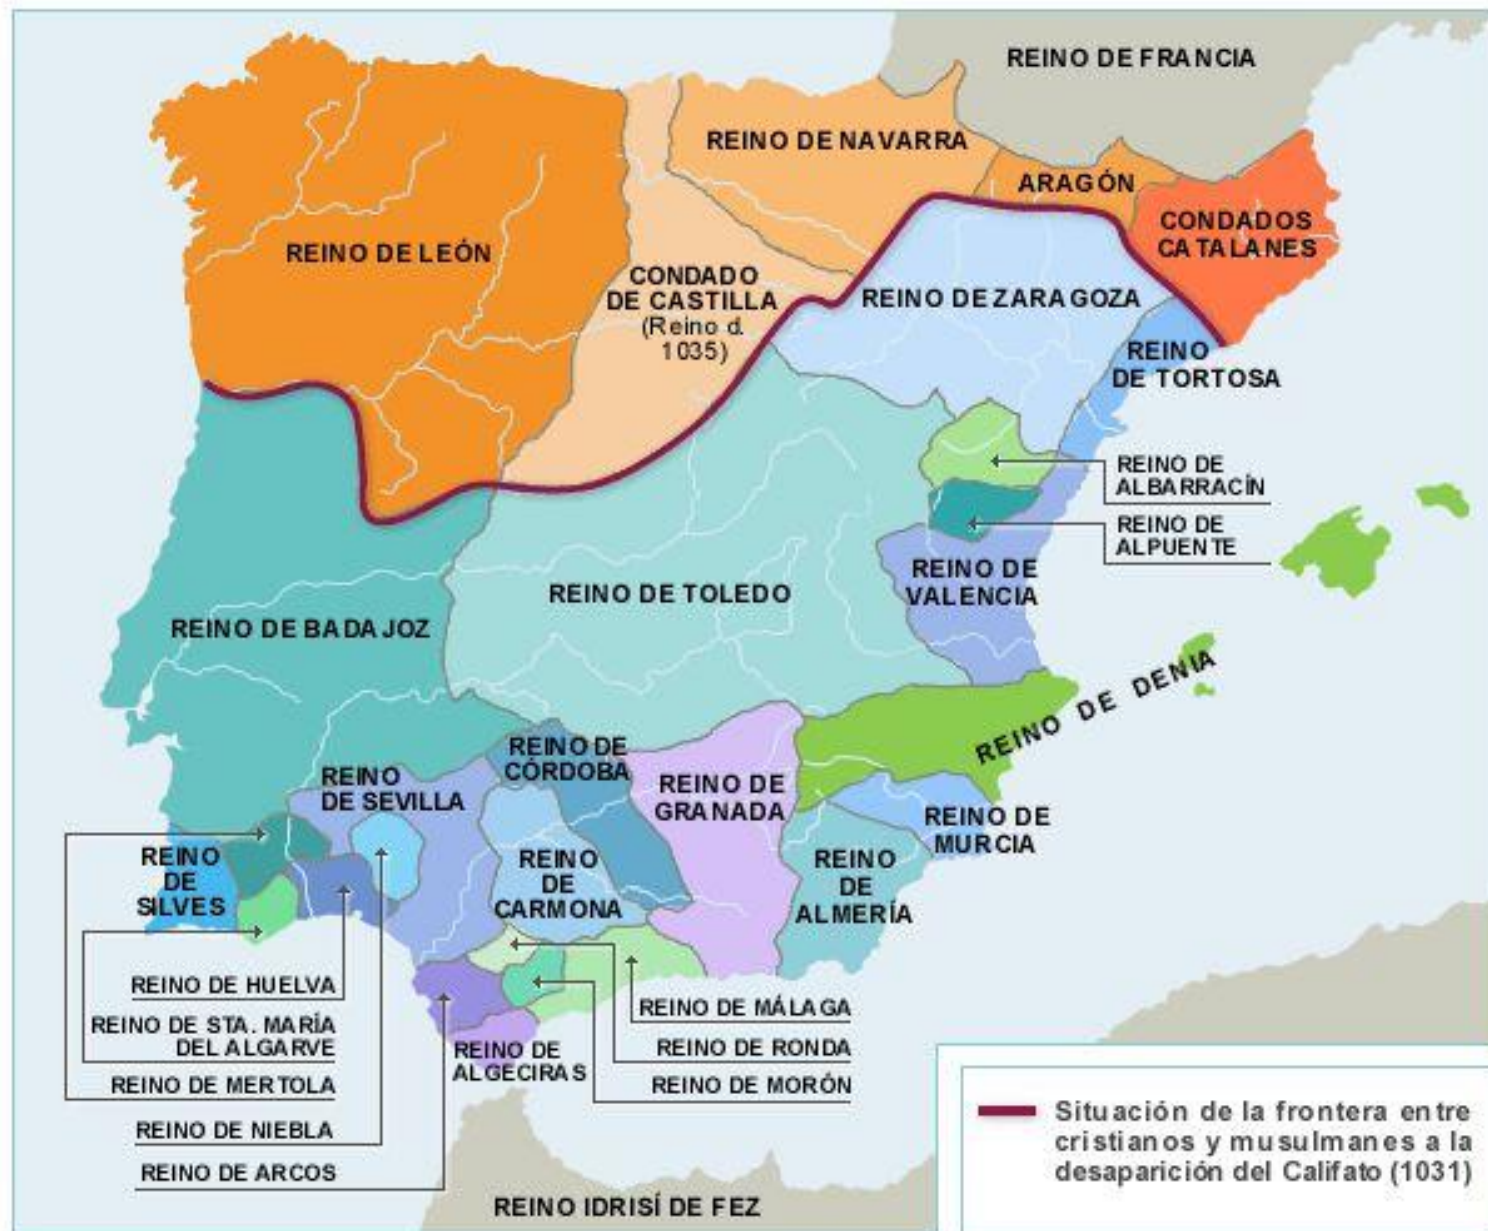 REINO DE FRANCIA
REINO DE NAVARRA
ARAGÓN
CONDADOS
CATALANES
REINO DE LEÓN
CONDADO
DE CASTILLA
(Reino d.
1035)
REINO DE ZARAGOZA
REINO
DE TORTOSA
REINO DE
ALBARRACÍN
REINO DE
ALPUENTE
REINO DE
VALENCIA
REINO DE TOLEDO
REINO DE BADAJOZ
REINO DE DENIA
REINO DE
CÓRDOBA
REINO
DE SEVILLA
REINO DE
GRANADA
REINO DE
MURCIA
REINO
DE
SILVES
REINO
DE
CARMONA
REINO
DE
ALMERÍA
REINO DE HUELVA
REINO DE STA. MARÍA
DEL ALGARVE
REINO DE MERTOLA
REINO DE NIEBLA
REINO DE ARCOS
REINO DE
ALGECIRAS
REINO DE MÁLAGA
REINO DE RONDA
REINO DE MORÓN
REINO IDRISÍ DE FEZ
Situación de la frontera entre
cristianos y musulmanes a la
desaparición del Califato (1031)